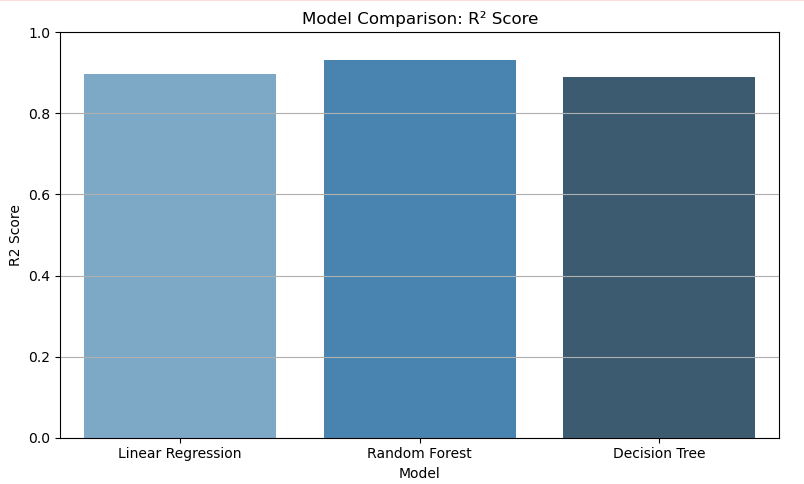 Model Comparison: R² Score
1.0
0.8
0.6
0.4
0.2
0.0
R2 Score
Linear Regression
Random Forest
Decision Tree
Model